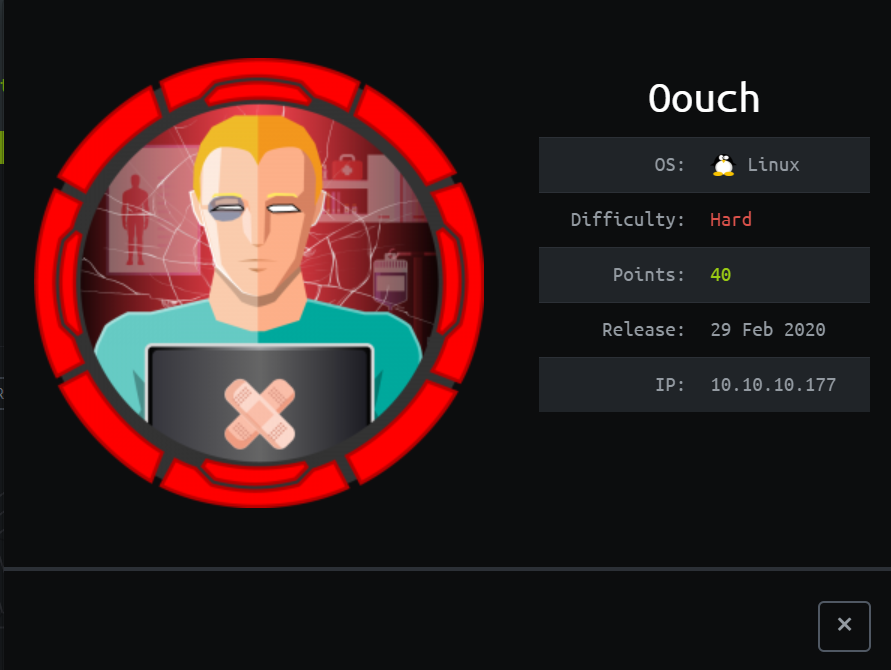 Oouch
OS: Linux
Difficulty: Hard
Points: 40
Release: 29 Feb 2020
IP: 10.10.10.177